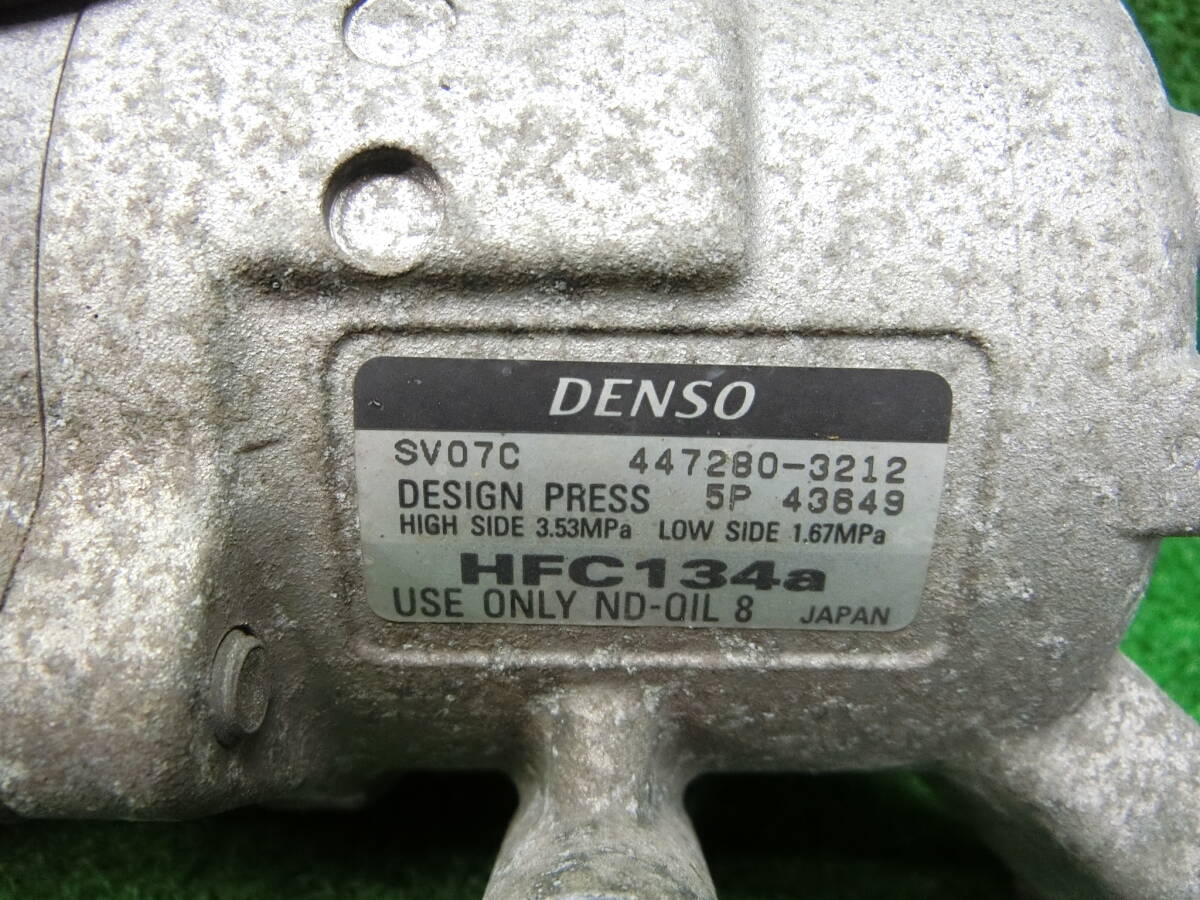 DENSO
SV07C 447280-3212
DESIGN PRESS 5P 43649
HIGH SIDE 3.53MPa LOW SIDE 1.67MPa
HFC134a
USE ONLY ND-OIL 8 JAPAN